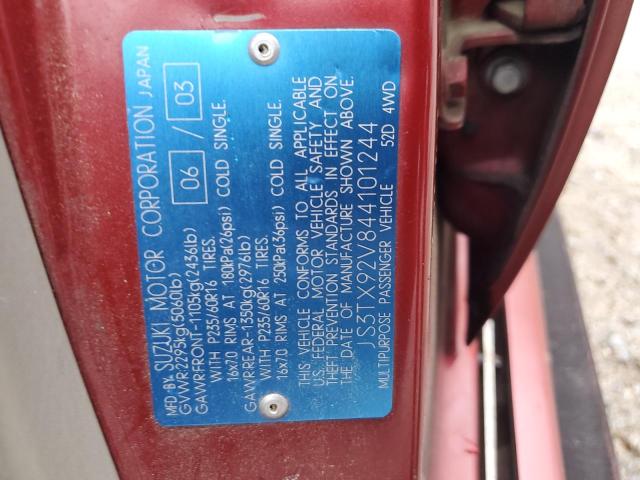 MFD.BY SUZUKI MOTOR CORPORATION JAPAN
GVWR:2295kg(5060lb) 06 / 03
GAWR:FRONT-1105kg(2436lb)
WITH P235/60R16 TIRES.
16x7.0 RIMS AT 180kPa(26psi) COLD SINGLE.
GAWR:REAR-1350kg(2976lb)
WITH P235/60R16 TIRES.
16x7.0 RIMS AT 250kPa(36psi) COLD SINGLE.
THIS VEHICLE CONFORMS TO ALL APPLICABLE
U.S. FEDERAL MOTOR VEHICLE SAFETY AND
THEFT PREVENTION STANDARDS IN EFFECT ON
THE DATE OF MANUFACTURE SHOWN ABOVE.
JS3TX92V844101244
MULTIPURPOSE PASSENGER VEHICLE 52D 4WD